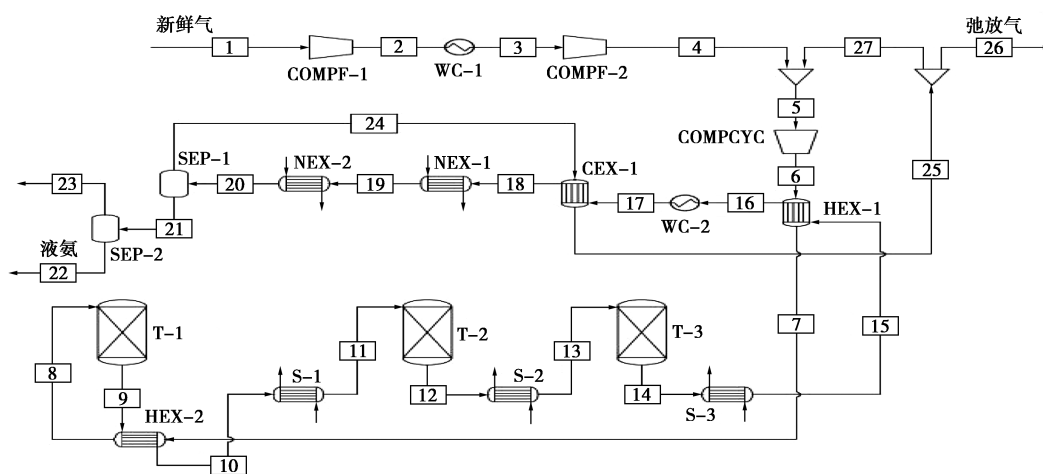 新鲜气
1
COMPF-1
2
WC-1
3
COMPF-2
4
27
弛放气
26
5
COMPCYC
6
24
SEP-1
NEX-2
NEX-1
CEX-1
23
20
19
18
17
16
HEX-1
25
WC-2
21
SEP-2
液氨
22
T-1
T-2
T-3
7
15
8
9
11
13
S-1
S-2
S-3
12
14
HEX-2
10